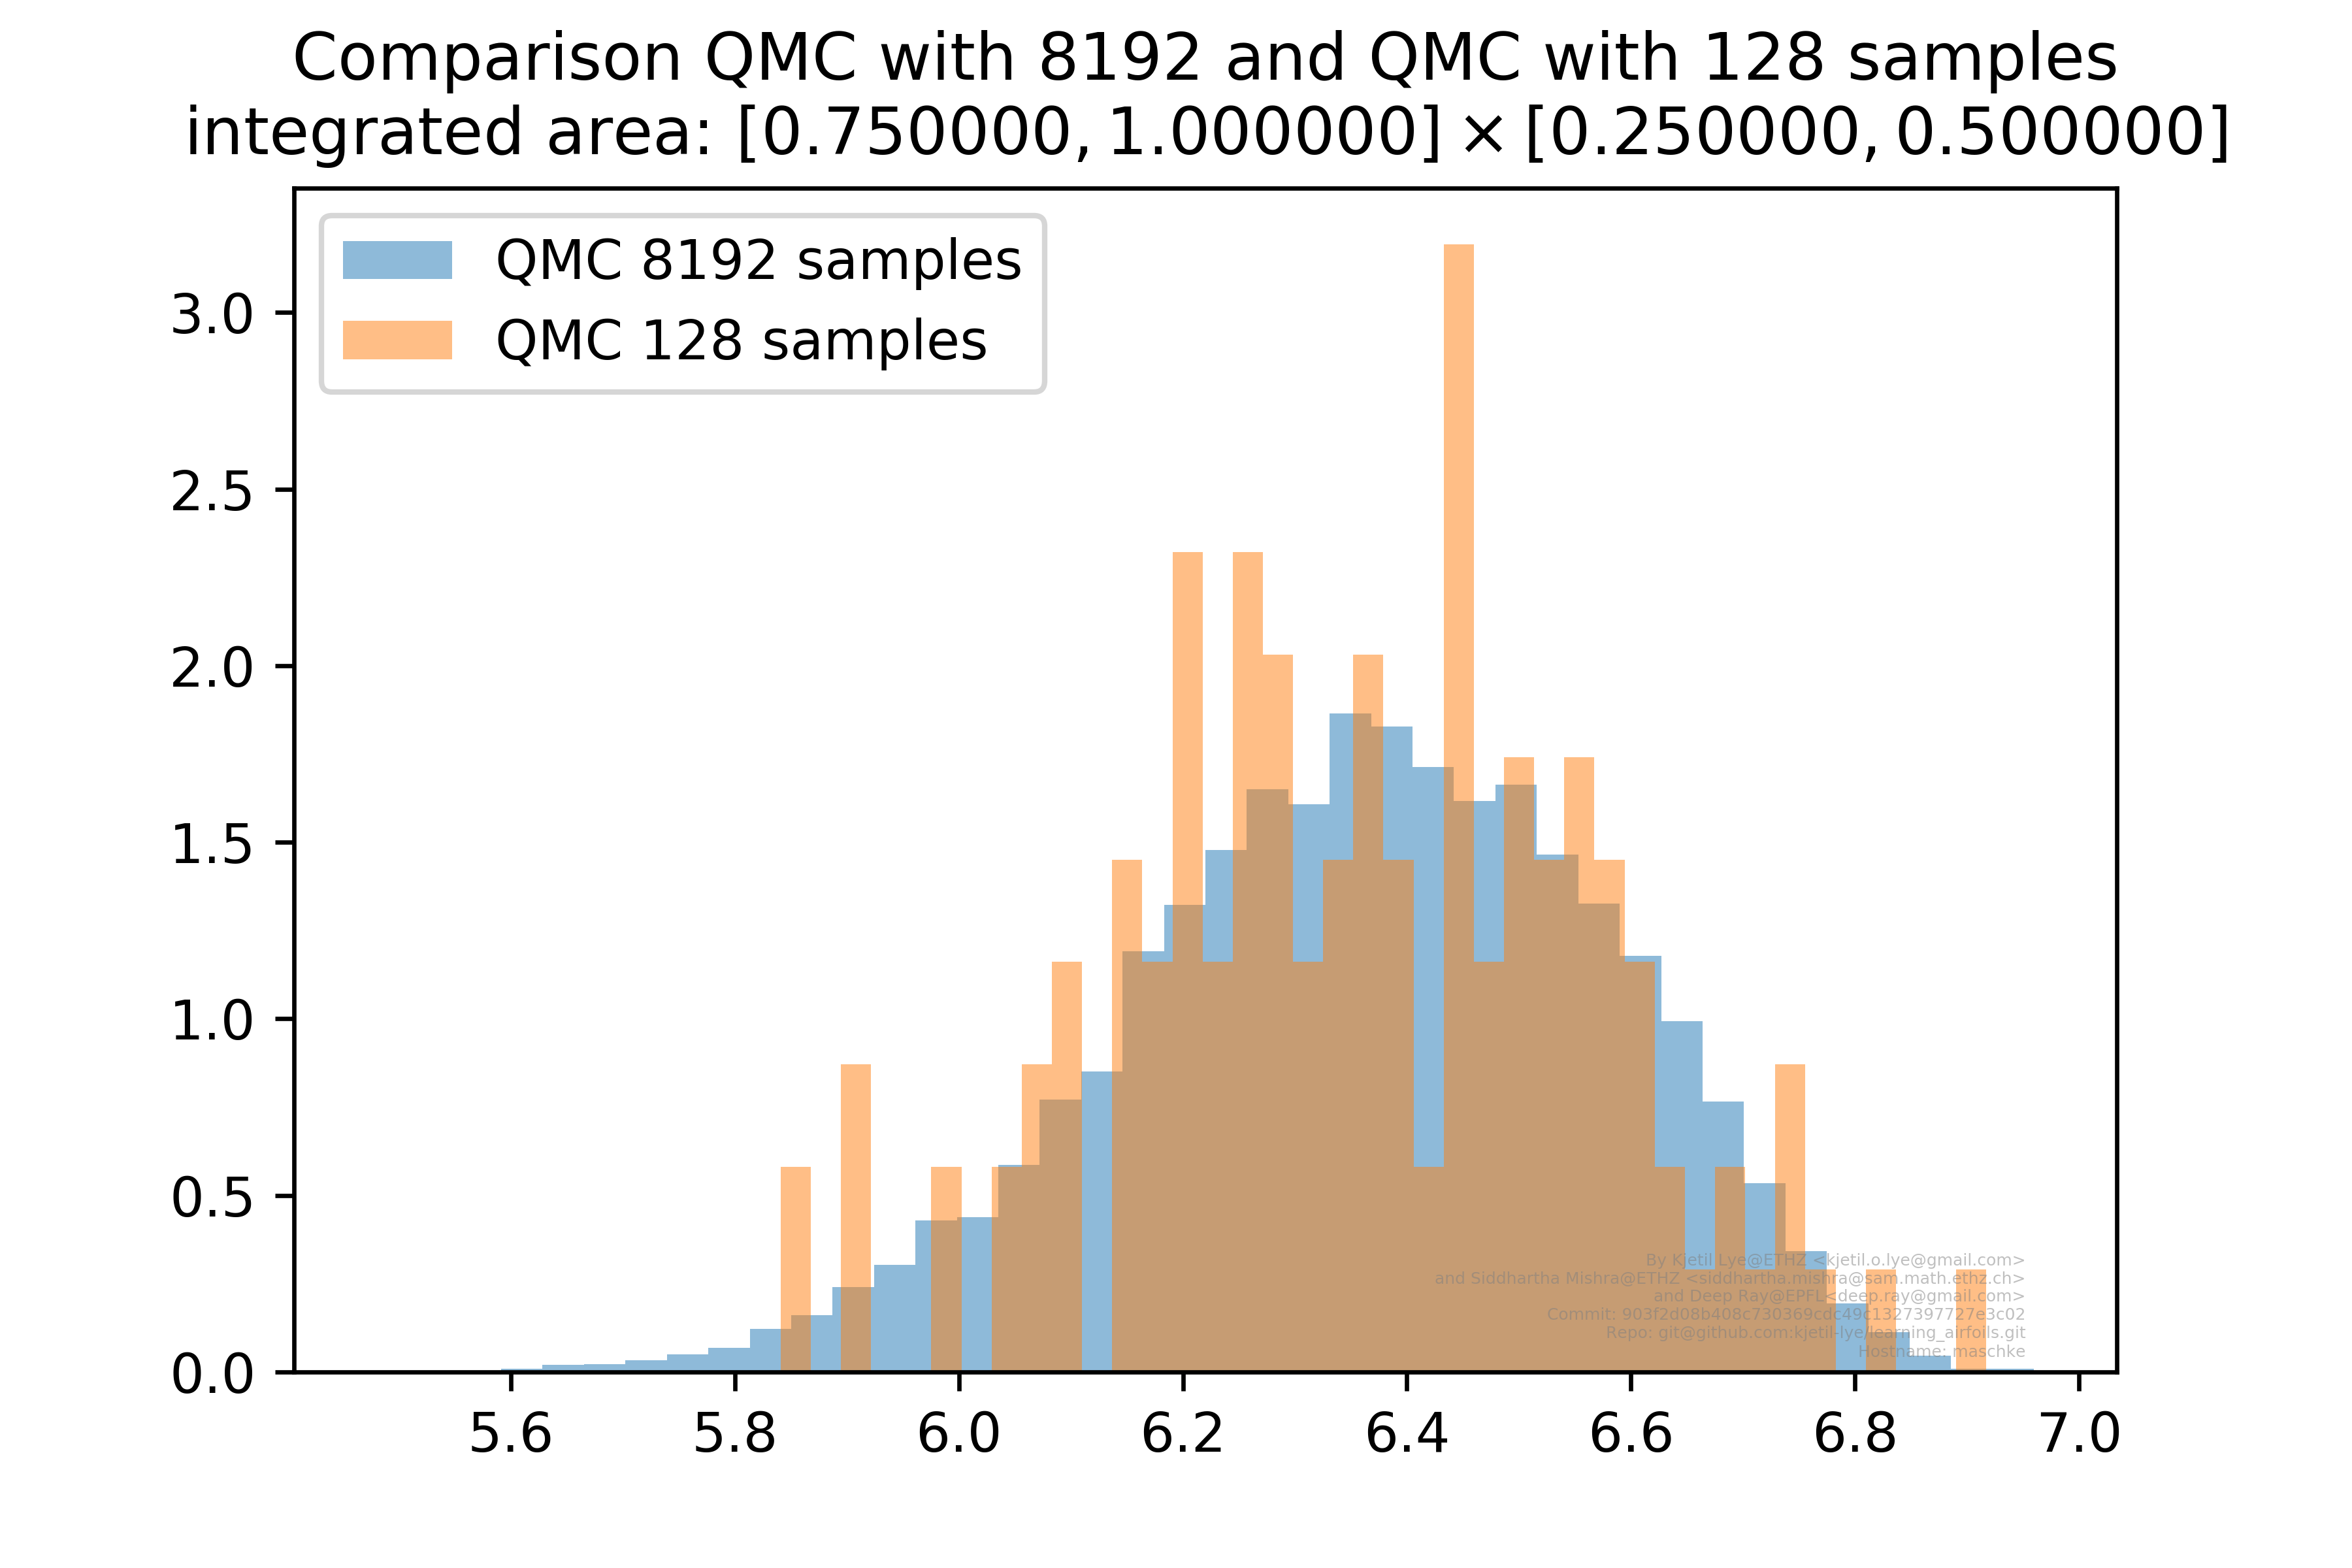 Comparison QMC with 8192 and QMC with 128 samples
integrated area: [0.750000, 1.000000] × [0.250000, 0.500000]
QMC 8192 samples
QMC 128 samples
3.0
2.5
2.0
1.5
1.0
0.5
0.0
By Kjetil Lye@ETHZ <kjetil.o.lye@gmail.com>
and Siddhartha Mishra@ETHZ <siddhartha.mishra@sam.math.ethz.ch>
and Deep Ray@EPFL<deep.ray@gmail.com>
Commit: 903f2d08b408c730369cdc49c1327397727e3c02
Repo: git@github.com:kjetil-lye/learning_airfoils.git
Hostname: maschke
5.6 5.8 6.0 6.2 6.4 6.6 6.8 7.0